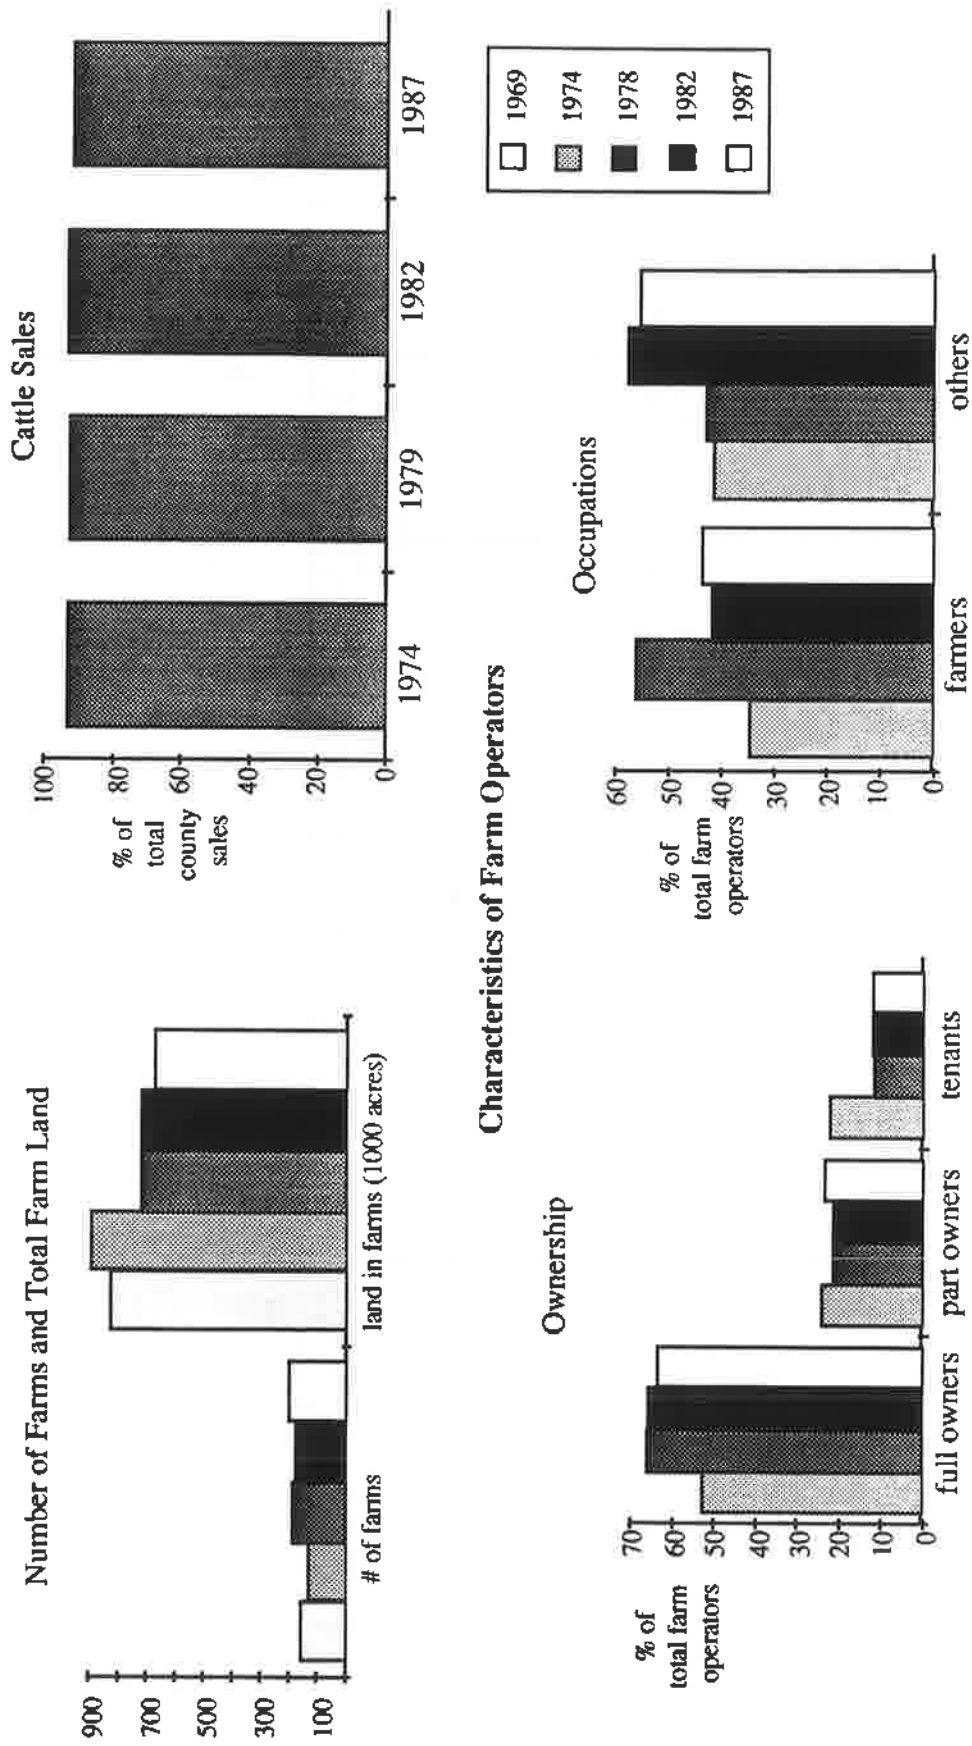 Number of Farms and Total Farm Land
900
700
500
300
100
# of farms
land in farms (1000 acres)
Cattle Sales
% of
total
county
sales
100
80
60
40
20
0
1974
1979
1982
1987
Characteristics of Farm Operators
Ownership
% of
total farm
operators
70
60
50
40
30
20
10
0
full owners
part owners
tenants
Occupations
% of
total farm
operators
60
50
40
30
20
10
0
farmers
others
1969
1974
1978
1982
1987